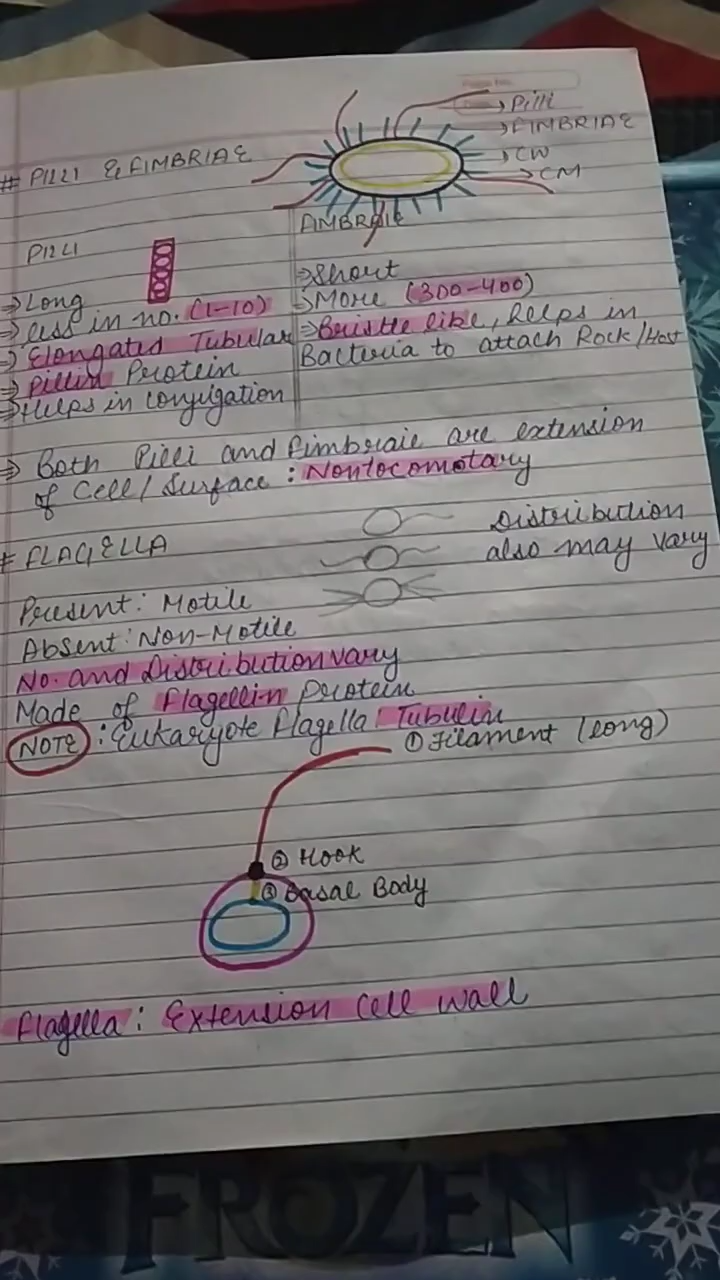 → Pilli
→ FIMBRIAE
→ CW
→ CM
# PILLI & FIMBRIAE
PILI
FIMBRAIE
⇒ Long
⇒ less in no. (1-10)
⇒ Elongated Tubular
⇒ Pillin Protein
⇒ Helps in conjugation
⇒ Short
⇒ More (300-400)
⇒ Bristle like, helps in
Bacteria to attach Rock/Host
⇒ Both Pilli and fimbraie are extension
of Cell/Surface : Nonlocomotary
# FLAGELLA
Distribution
also may vary
Present: Motile
Absent: Non-Motile
No. and Distribution vary
Made of Flagellin protein
NOTE : Eukaryote flagella Tubulin
① Filament (long)
② Hook
③ Basal Body
Flagella: Extension Cell wall
FROZEN